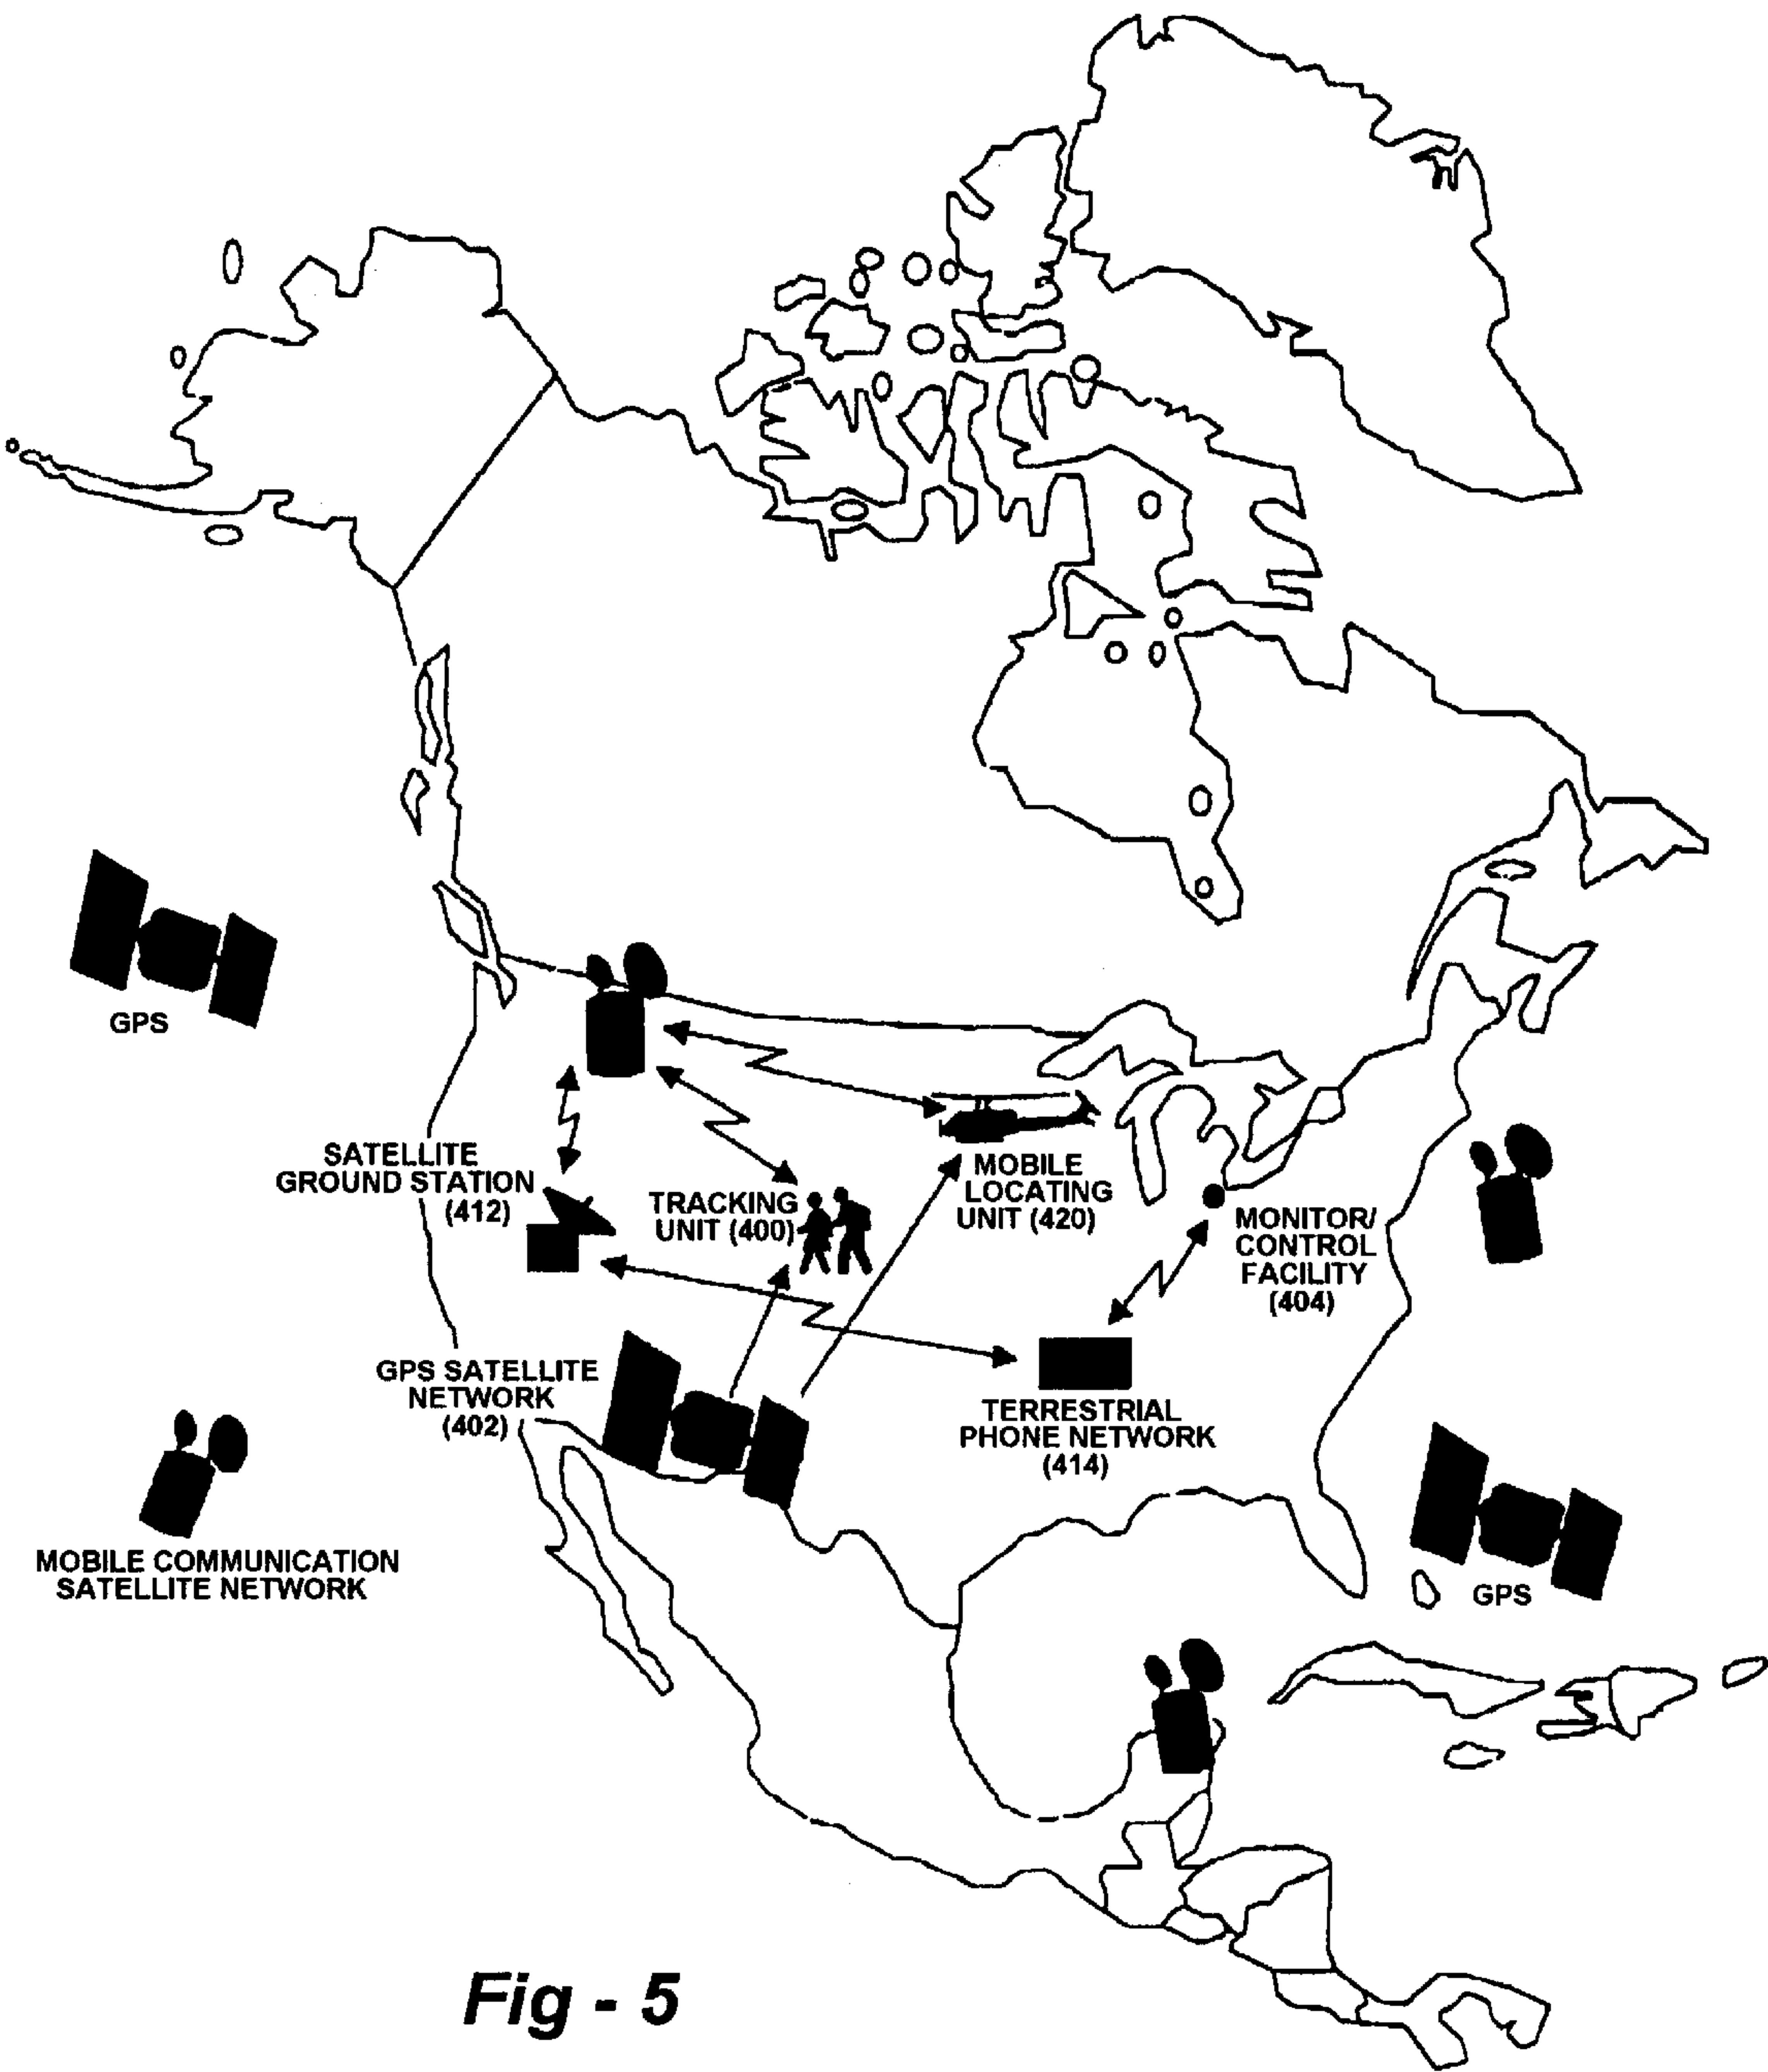 GPS
SATELLITE
GROUND STATION
(412)
TRACKING
UNIT (400)
MOBILE
LOCATING
UNIT (420)
MONITOR/
CONTROL
FACILITY
(404)
GPS SATELLITE
NETWORK
(402)
TERRESTRIAL
PHONE NETWORK
(414)
MOBILE COMMUNICATION
SATELLITE NETWORK
GPS
Fig - 5